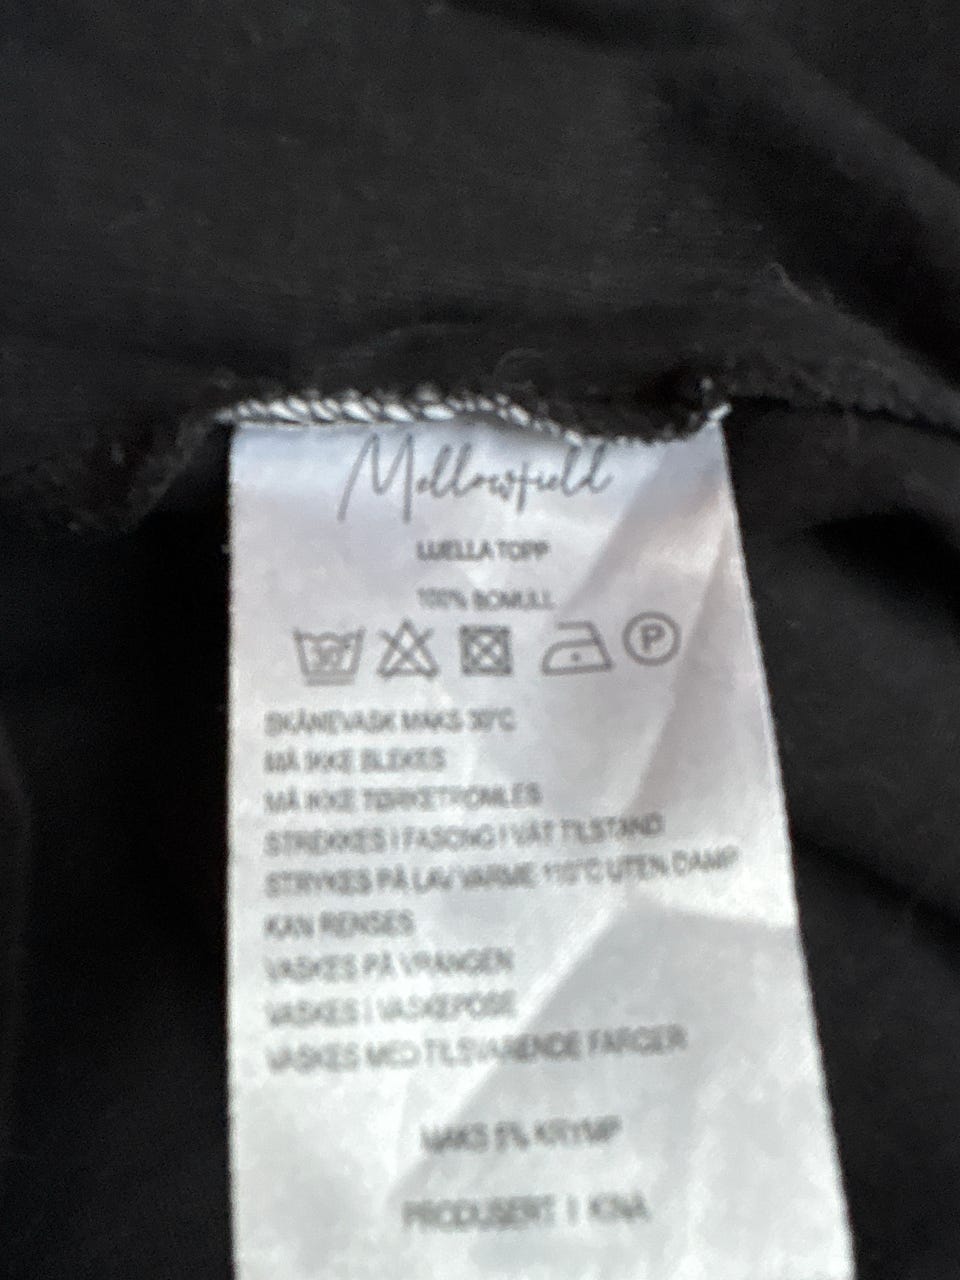 Mellowfield
LUELLA TOPP
100% BOMULL
30°
P
SKÅNEVASK MAKS 30°C
MÅ IKKE BLEKES
MÅ IKKE TØRKETROMLES
STREKKES I FASONG I VÅT TILSTAND
STRYKES PÅ LAV VARME 110°C UTEN DAMP
KAN RENSES
VASKES PÅ VRANGEN
VASKES I VASKEPOSE
VASKES MED TILSVARENDE FARGER
MAKS 5% KRYMP
PRODUSERT I KINA